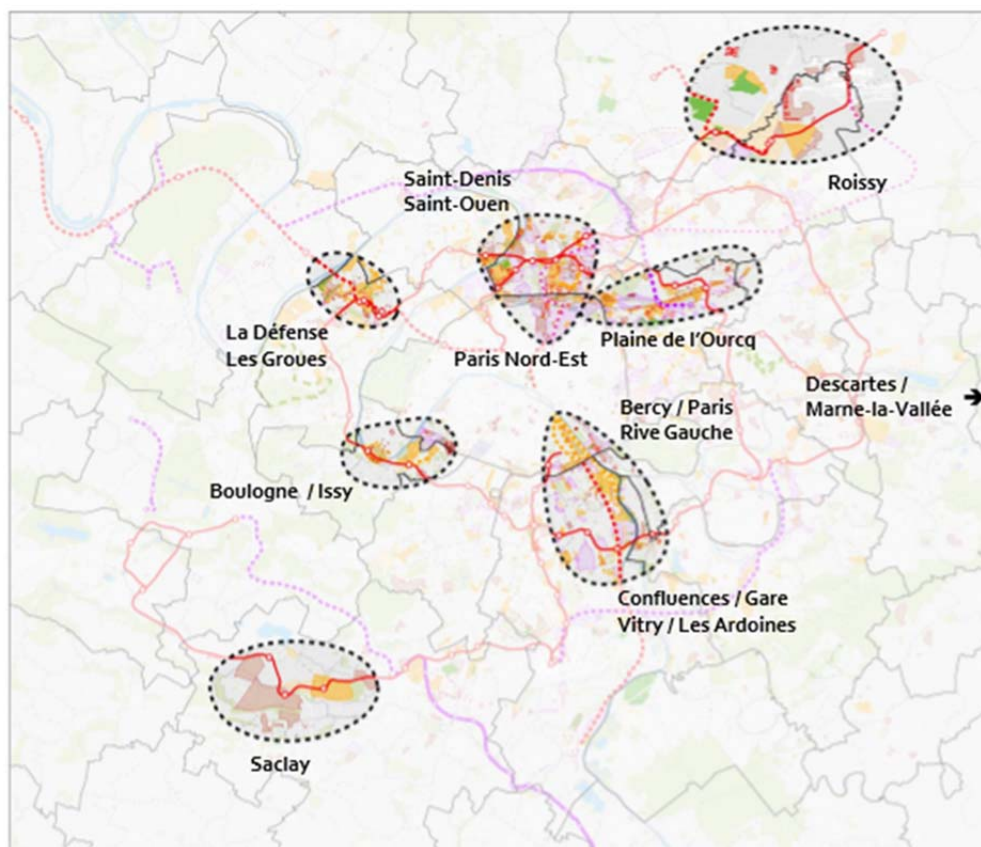 Roissy
Saint-Denis
Saint-Ouen
La Défense
Les Groues
Paris Nord-Est
Plaine de l'Ourcq
Descartes /
Marne-la-Vallée
Bercy / Paris
Rive Gauche
Boulogne / Issy
Confluences / Gare
Vitry / Les Ardoines
Saclay